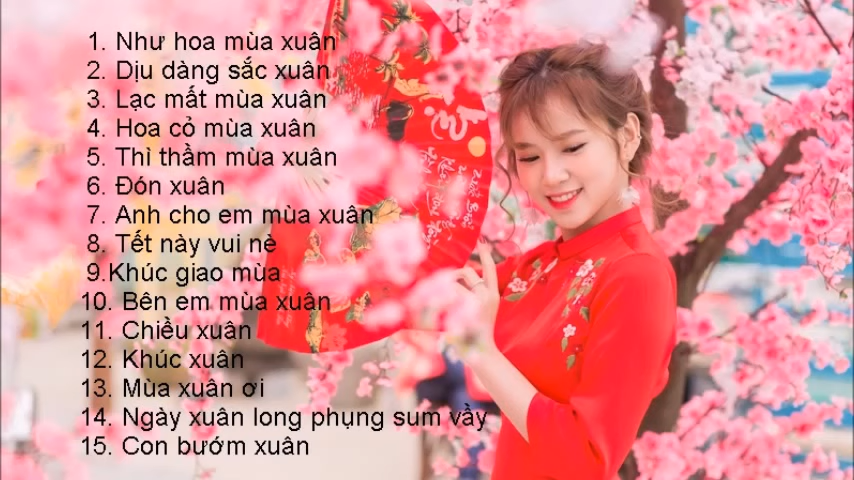 1. Như hoa mùa xuân
2. Dịu dàng sắc xuân
3. Lạc mất mùa xuân
4. Hoa cỏ mùa xuân
5. Thì thầm mùa xuân
6. Đón xuân
7. Anh cho em mùa xuân
8. Tết này vui nè
9.Khúc giao mùa
10. Bên em mùa xuân
11. Chiều xuân
12. Khúc xuân
13. Mùa xuân ơi
14. Ngày xuân long phụng sum vầy
15. Con bướm xuân